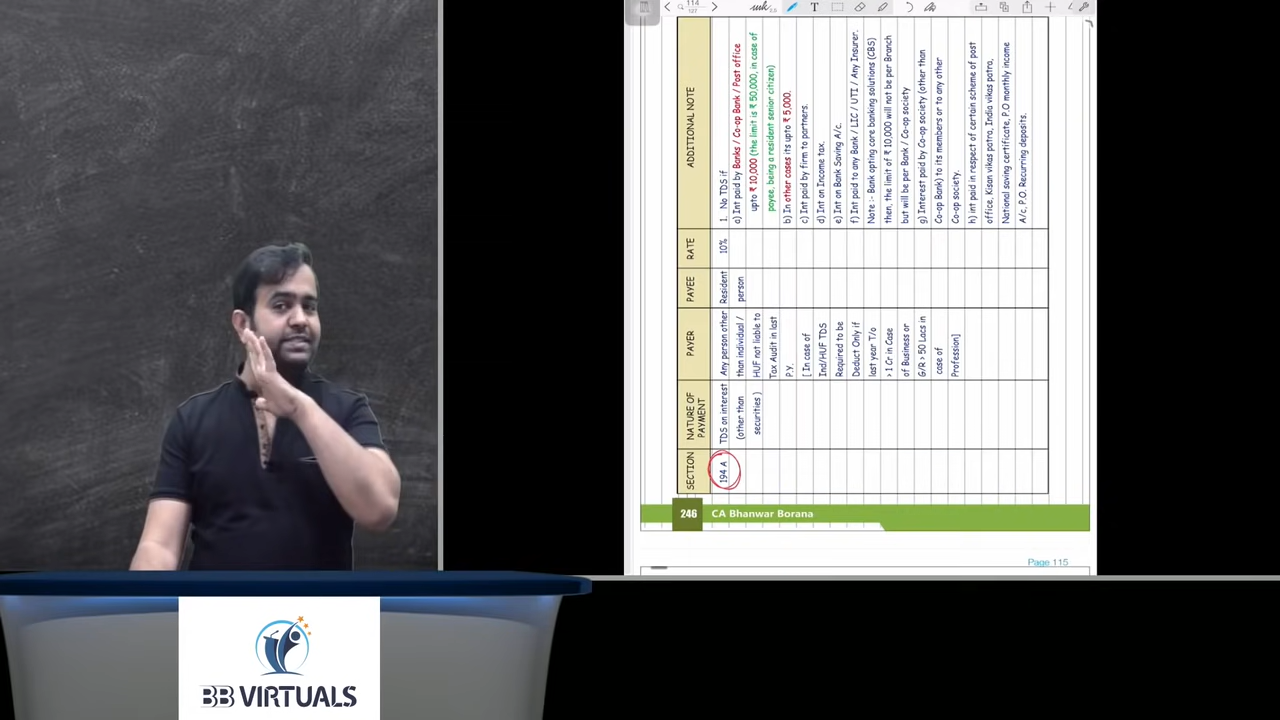 114
127
T
SECTION
NATURE OF
PAYMENT
PAYER
PAYEE
RATE
ADDITIONAL NOTE
194 A
TDS on interest
(other than
securities )
Any person other
than individual /
HUF not liable to
Tax Audit in last
P.Y.
[ In case of
Ind/HUF TDS
Required to be
Deduct Only if
last year T/o
> 1 Cr in Case
of Business or
G/R > 50 Lacs in
case of
Profession]
Resident
person
10%
1. No TDS if
a) Int paid by Banks / Co-op Bank / Post office
upto ₹ 10,000 (the limit is ₹ 50,000, in case of
payee, being a resident senior citizen)
b) In other cases its upto ₹ 5,000.
c) Int paid by firm to partners.
d) Int on Income tax.
e) Int on Bank Saving A/c.
f) Int paid to any Bank / LIC / UTI / Any Insurer.
Note :- Bank opting core banking solutions (CBS)
then, the limit of ₹ 10,000 will not be per Branch
but will be per Bank / Co-op society
g) Interest paid by Co-op society (other than
Co-op Bank) to its members or to any other
Co-op society.
h) int paid in respect of certain scheme of post
office. Kisan vikas patra, India vikas patra,
National saving certificate, P.O monthly income
A/c, P.O. Recurring deposits.
246 CA Bhanwar Borana
Page 115
BB VIRTUALS